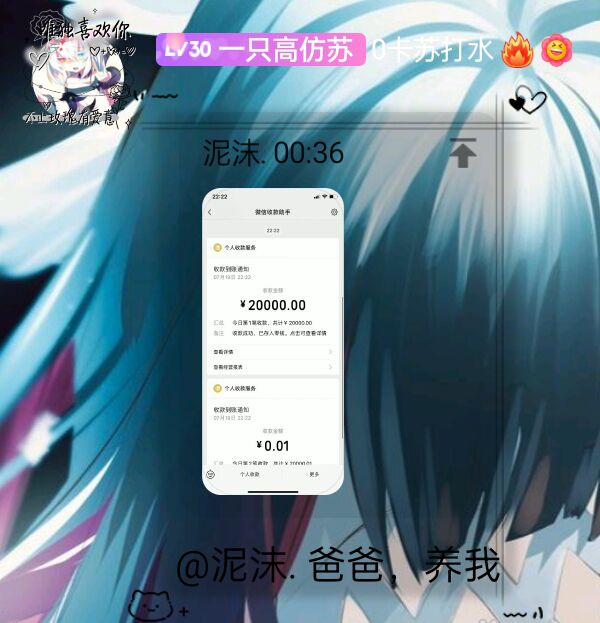 唯独喜欢你
不止玫瑰有爱意
LV30 一只高仿苏 0卡苏打水
泥沫. 00:36
22:22
微信收款助手
22:22
个人收款服务
收款到账通知
07月19日 22:22
收款金额
¥20000.00
汇总 今日第1笔收款，共计￥20000.00
备注 收款成功，已存入零钱。点击可查看详情
查看详情
查看经营报表
个人收款服务
收款到账通知
07月19日 22:22
收款金额
¥0.01
汇总 今日第2笔收款，共计￥20000.01
个人收款
更多
@泥沫. 爸爸，养我